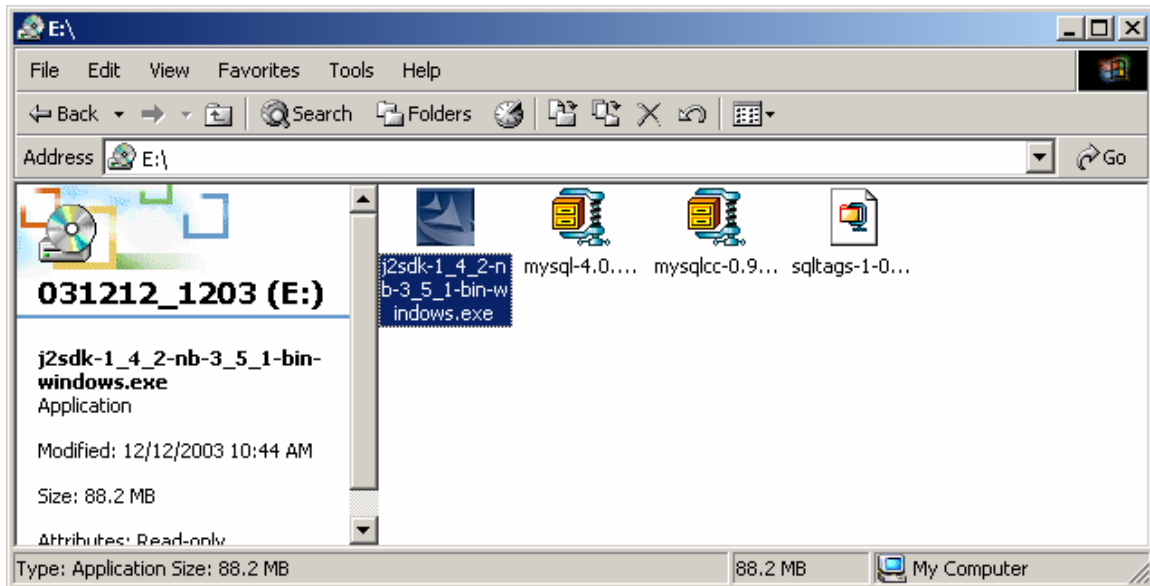 E:\
File Edit View Favorites Tools Help
Back Search Folders
Address E:\ Go
031212_1203 (E:)
j2sdk-1_4_2-nb-3_5_1-bin-
windows.exe
Application
Modified: 12/12/2003 10:44 AM
Size: 88.2 MB
Attributes: Read-only
j2sdk-1_4_2-n
b-3_5_1-bin-w
indows.exe
mysql-4.0....
mysqlcc-0.9...
sqltags-1-0...
Type: Application Size: 88.2 MB 88.2 MB My Computer